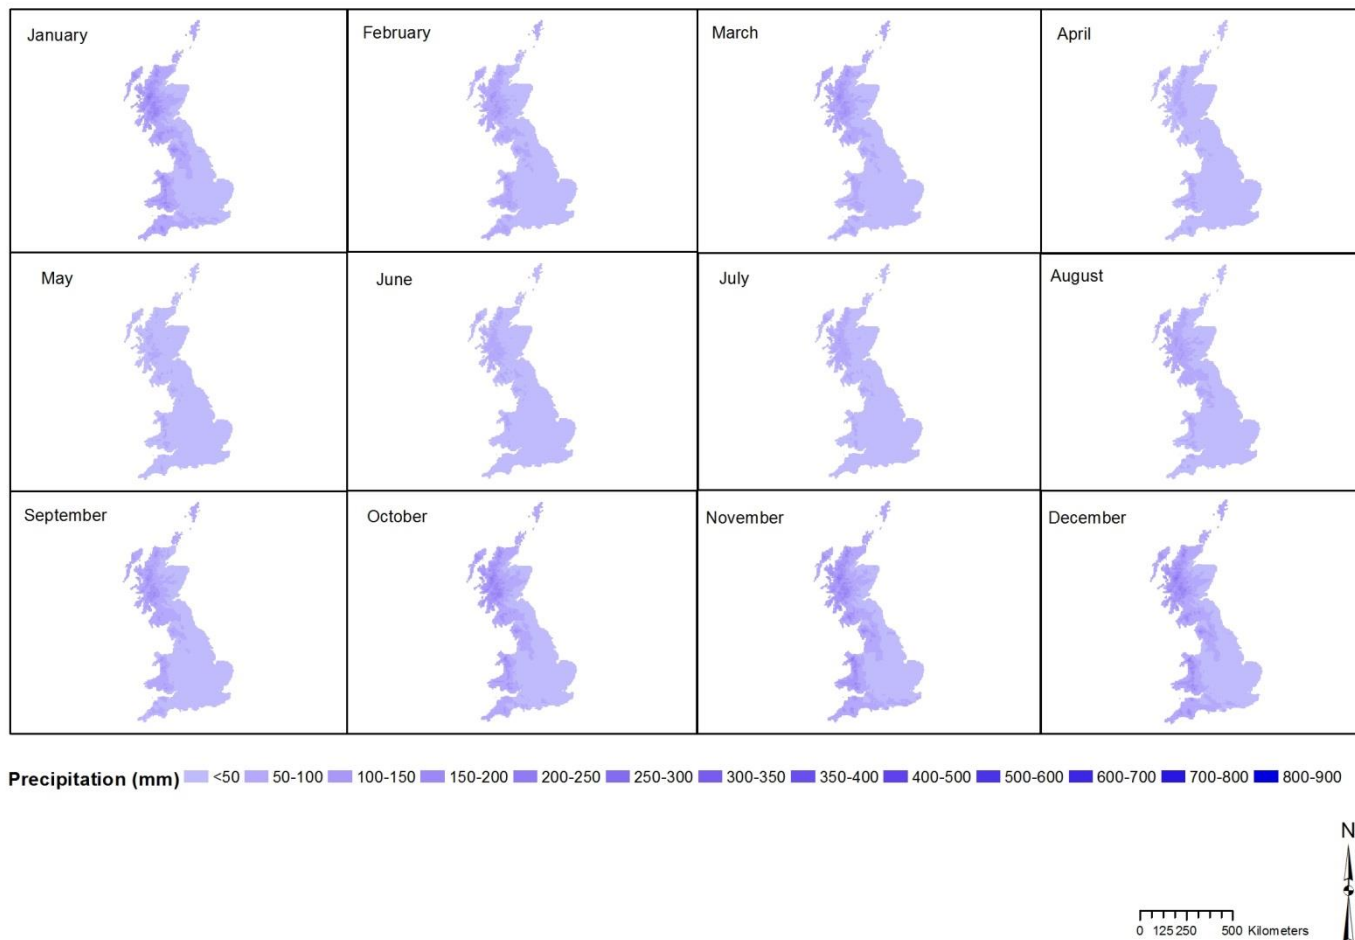 January
February
March
April
May
June
July
August
September
October
November
December
Precipitation (mm) <50 50-100 100-150 150-200 200-250 250-300 300-350 350-400 400-500 500-600 600-700 700-800 800-900
N
0 125 250 500 Kilometers